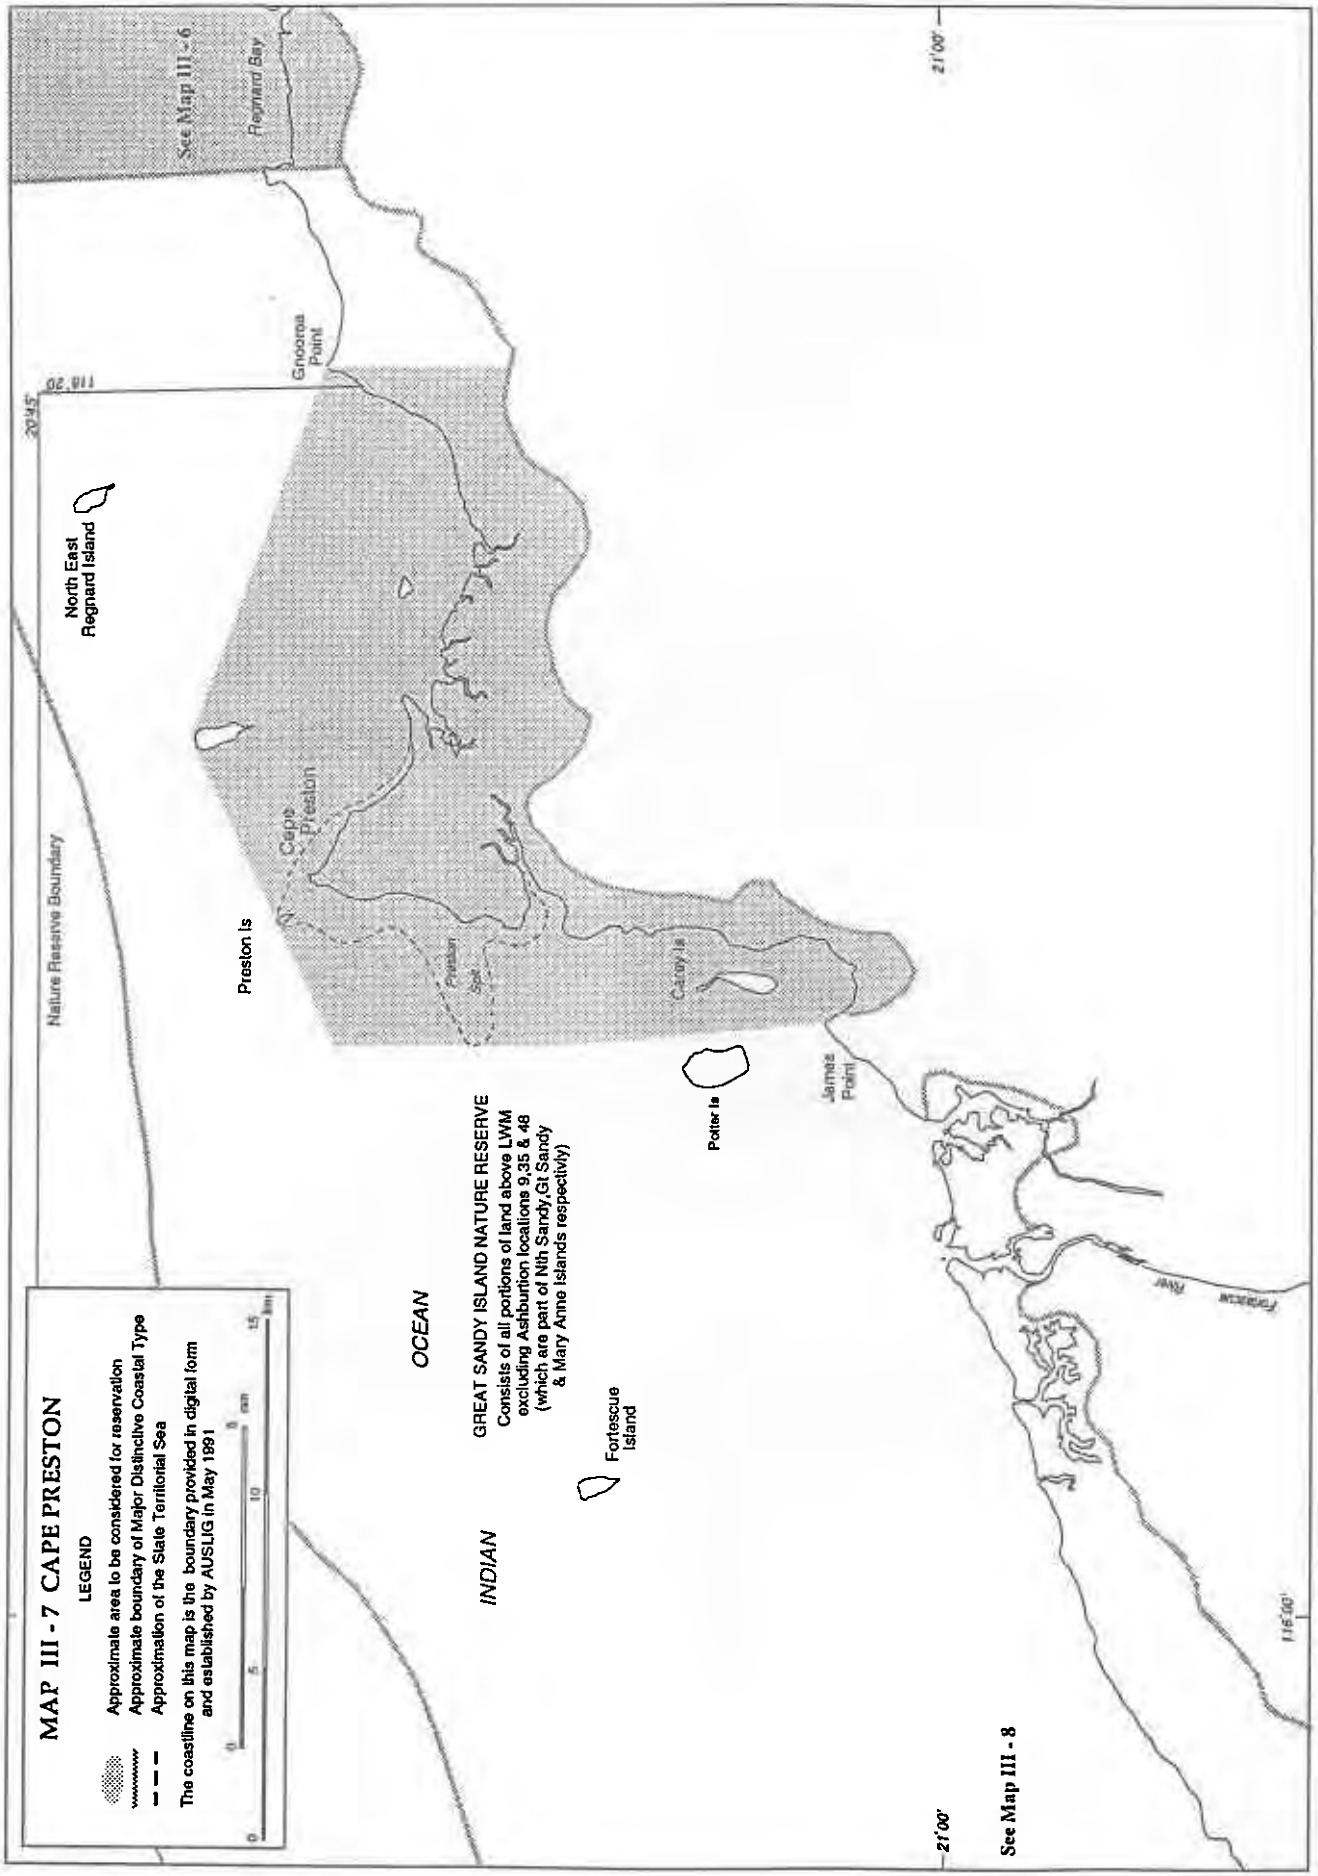 MAP III - 7 CAPE PRESTON
LEGEND
Approximate area to be considered for reservation
Approximate boundary of Major Distinctive Coastal Type
Approximation of the State Territorial Sea
The coastline on this map is the boundary provided in digital form
and established by AUSLIG in May 1991
0
5
nm
0
5
10
15
km
Nature Reserve Boundary
20°45'
116°20'
North East
Regnard Island
See Map III - 6
Regnard Bay
Gnoorea
Point
Cape
Preston
Preston Is
Preston
Spit
INDIAN
OCEAN
GREAT SANDY ISLAND NATURE RESERVE
Consists of all portions of land above LWM
excluding Ashburton locations 9,35 & 48
(which are part of Nth Sandy,Gt Sandy
& Mary Anne Islands respectivly)
Fortescue
Island
Carey Is
Potter Is
James
Point
Fortescue
River
21°00'
21°00'
See Map III - 8
116°00'